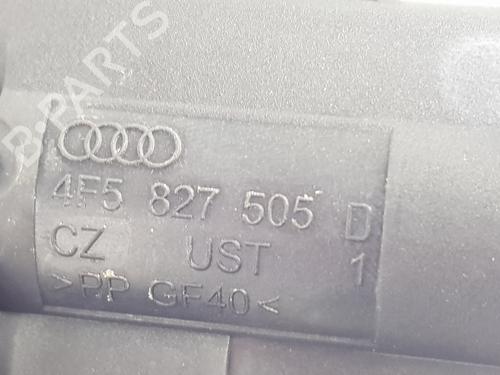 B-PARTS
4F5 827 505 D
CZ UST 1
>PP GF40<